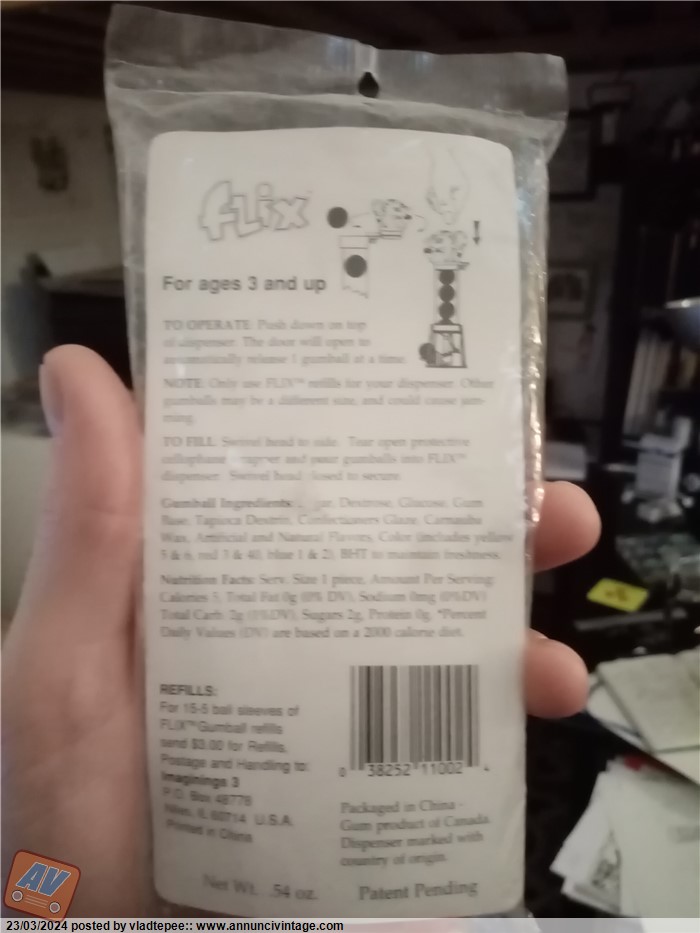 FLix
For ages 3 and up
TO OPERATE: Push down on top
of dispenser. The door will open to
automatically release 1 gumball at a time.
NOTE: Only use FLIX™ refills for your dispenser. Other
gumballs may be a different size, and could cause jam-
ming.
TO FILL: Swivel head to side. Tear open protective
cellophane and pour gumballs into FLIX™
dispenser. Swivel head to secure.
Gumball Ingredients: Dextrose, Glucose, Gum
Base, Tapioca Dextrin, Confectioners Glaze, Carnauba
Wax, Artificial and Natural Flavors, Color (includes yellow
5 & 6, red 3 & 40, blue 1 & 2), BHT to maintain freshness.
Nutrition Facts: Serv. Size 1 piece, Amount Per Serving:
Calories 5, Total Fat 0g (0% DV), Sodium 0mg (0%DV)
Total Carb. 2g (1%DV), Sugars 2g, Protein 0g. *Percent
Daily Values (DV) are based on a 2000 calorie diet.
REFILLS:
For 15-5 ball sleeves of
FLIX™ Gumball refills
send $3.00 for Refills,
Postage and Handling to:
Imaginings 3
P.O. Box 48776
Niles, IL 60714 U.S.A.
Printed in China
0 38252 11002 4
Packaged in China -
Gum product of Canada.
Dispenser marked with
country of origin.
Net Wt. .54 oz.
Patent Pending
AV
23/03/2024 posted by vladtepee:: www.annuncivintage.com